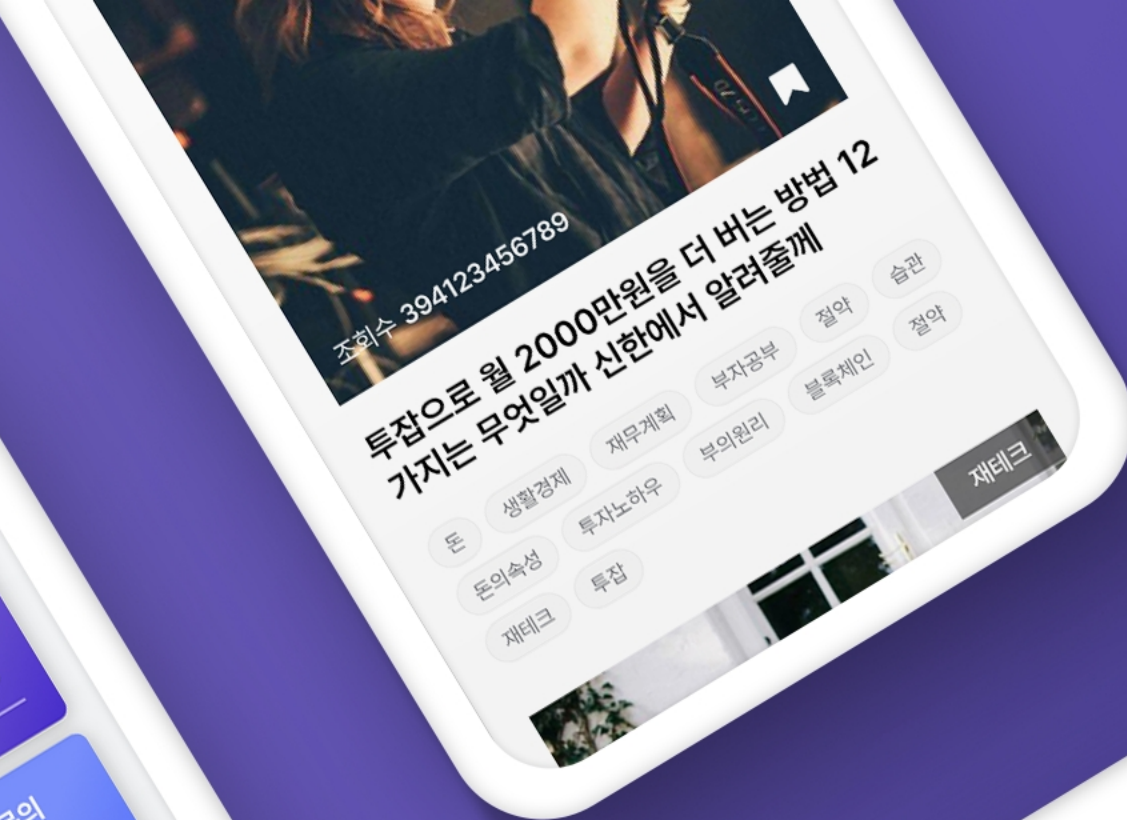 조회수 394123456789
투잡으로 월 2000만원을 더 버는 방법 12
가지는 무엇일까 신한에서 알려줄께
돈 생활경제 재무계획 부자공부 절약 습관
돈의속성 투자노하우 부의원리 블록체인 절약
재테크 투잡
재테크